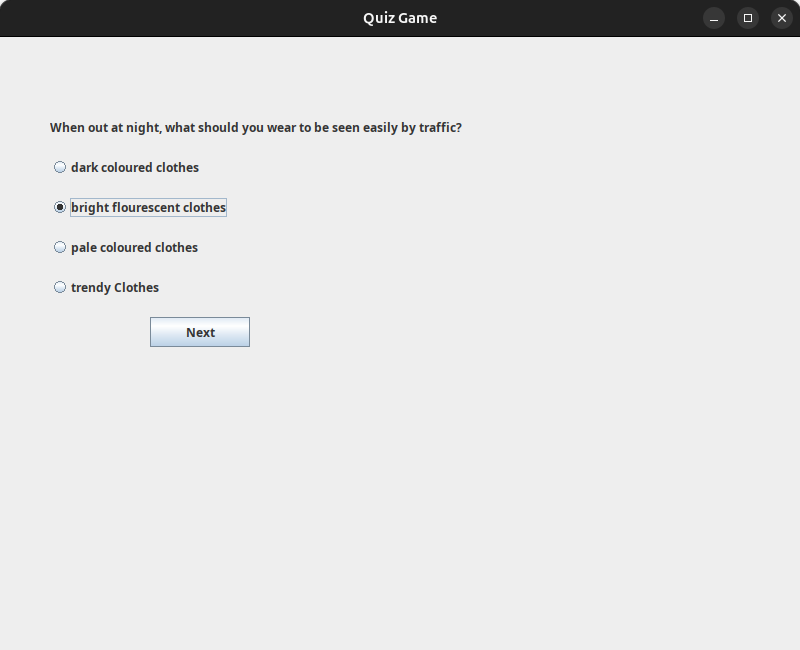 Quiz Game
When out at night, what should you wear to be seen easily by traffic?
dark coloured clothes
bright flourescent clothes
pale coloured clothes
trendy Clothes
Next